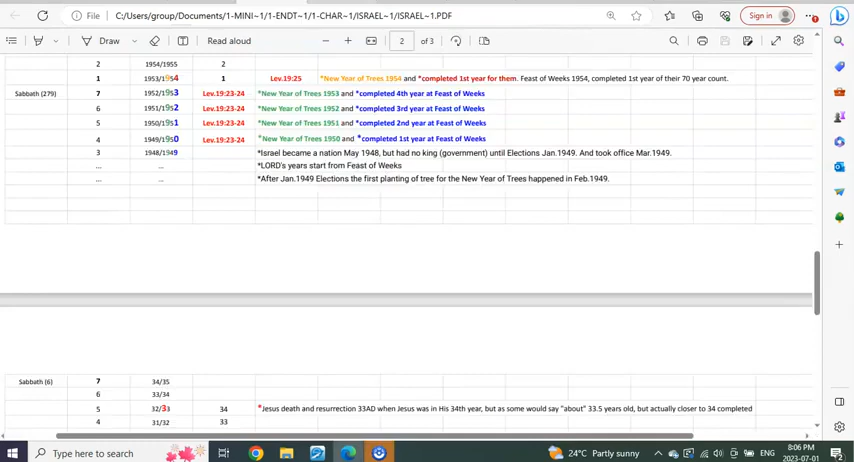 File C:/Users/group/Documents/1-MINI~1/1-ENDT~1/1-CHAR~1/ISRAEL~1/ISRAEL~1.PDF Sign in
Draw Read aloud 2 of 3
2 1954/1955 2
1 1953/1954 1 Lev.19:25 *New Year of Trees 1954 and *completed 1st year for them. Feast of Weeks 1954, completed 1st year of their 70 year count.
Sabbath (279) 7 1952/1953 Lev.19:23-24 *New Year of Trees 1953 and *completed 4th year at Feast of Weeks
6 1951/1952 Lev.19:23-24 *New Year of Trees 1952 and *completed 3rd year at Feast of Weeks
5 1950/1951 Lev.19:23-24 *New Year of Trees 1951 and *completed 2nd year at Feast of Weeks
4 1949/1950 Lev.19:23-24 *New Year of Trees 1950 and *completed 1st year at Feast of Weeks
3 1948/1949 *Israel became a nation May 1948, but had no king (government) until Elections Jan.1949. And took office Mar.1949.
... ... *LORD's years start from Feast of Weeks
... ... *After Jan.1949 Elections the first planting of tree for the New Year of Trees happened in Feb.1949.
Sabbath (6) 7 34/35
6 33/34
5 32/33 34 *Jesus death and resurrection 33AD when Jesus was in His 34th year, but as some would say "about" 33.5 years old, but actually closer to 34 completed
4 31/32 33
Type here to search 24°C Partly sunny ENG 8:06 PM
2023-07-01